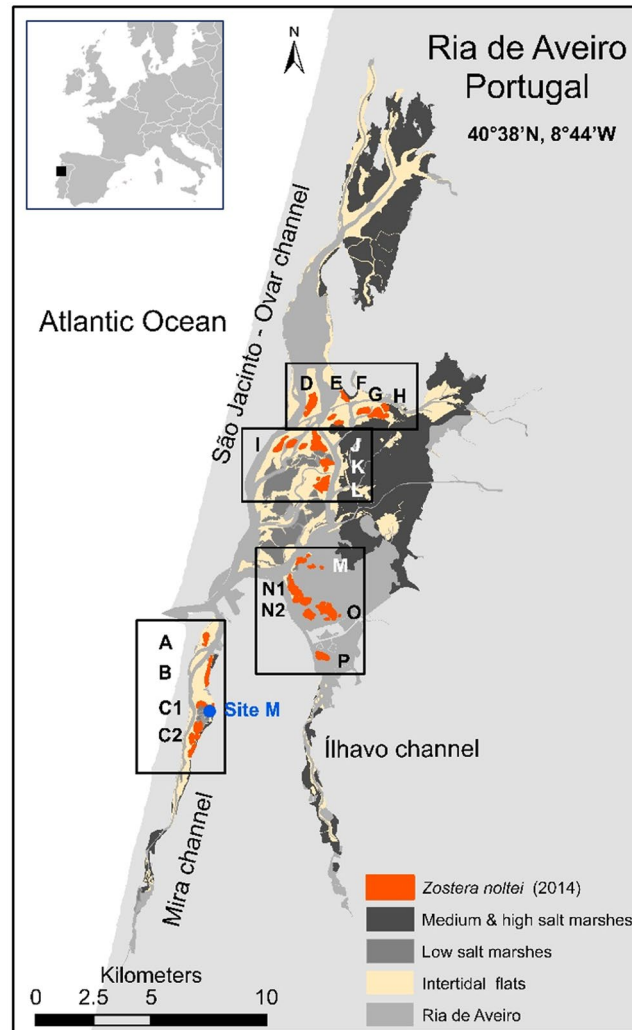 N
Ria de Aveiro
Portugal
40°38'N, 8°44'W
São Jacinto - Ovar channel
Atlantic Ocean
D
E
F
G
H
I
J
K
L
M
N1
N2
O
P
A
B
C1
Site M
C2
Ílhavo channel
Mira channel
Zostera noltei (2014)
Medium & high salt marshes
Low salt marshes
Intertidal flats
Ria de Aveiro
Kilometers
0 2.5 5 10